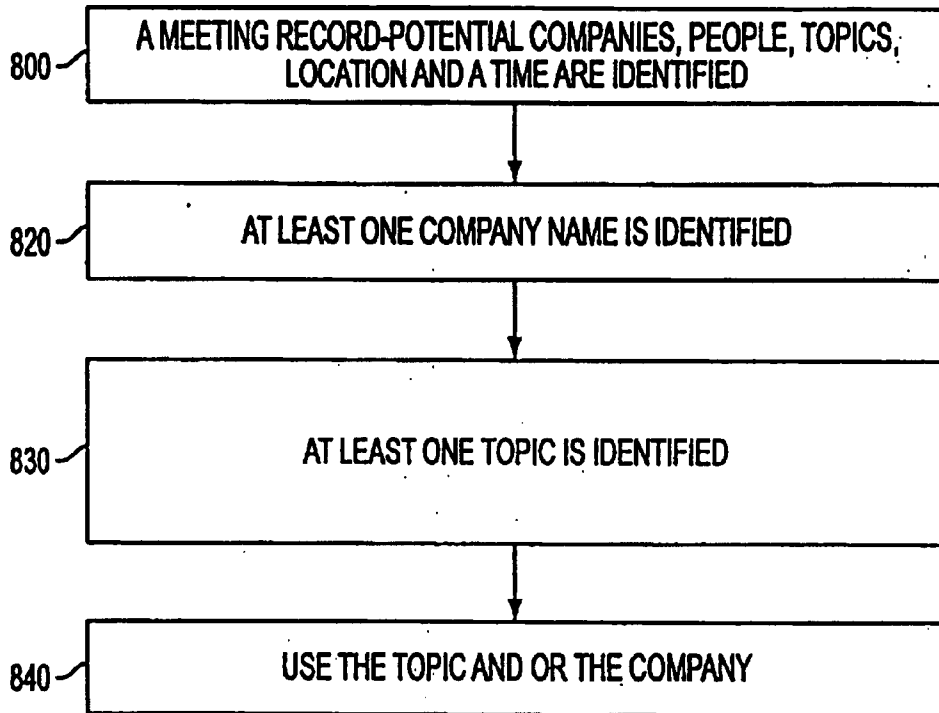 A MEETING RECORD-POTENTIAL COMPANIES, PEOPLE, TOPICS,
800
LOCATION AND A TIME ARE IDENTIFIED
820
AT LEAST ONE COMPANY NAME IS IDENTIFIED
830
AT LEAST ONE TOPIC IS IDENTIFIED
840
USE THE TOPIC AND OR THE COMPANY